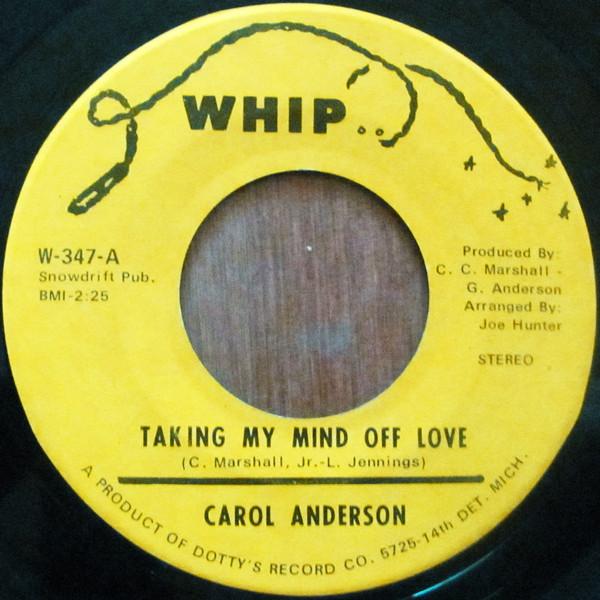 WHIP...
W-347-A
Snowdrift Pub.
BMI-2:25
Produced By:
C. C. Marshall -
G. Anderson
Arranged By:
Joe Hunter
STEREO
TAKING MY MIND OFF LOVE
(C. Marshall, Jr.-L. Jennings)
CAROL ANDERSON
A PRODUCT OF DOTTY'S RECORD CO. 5725-14th DET. MICH.